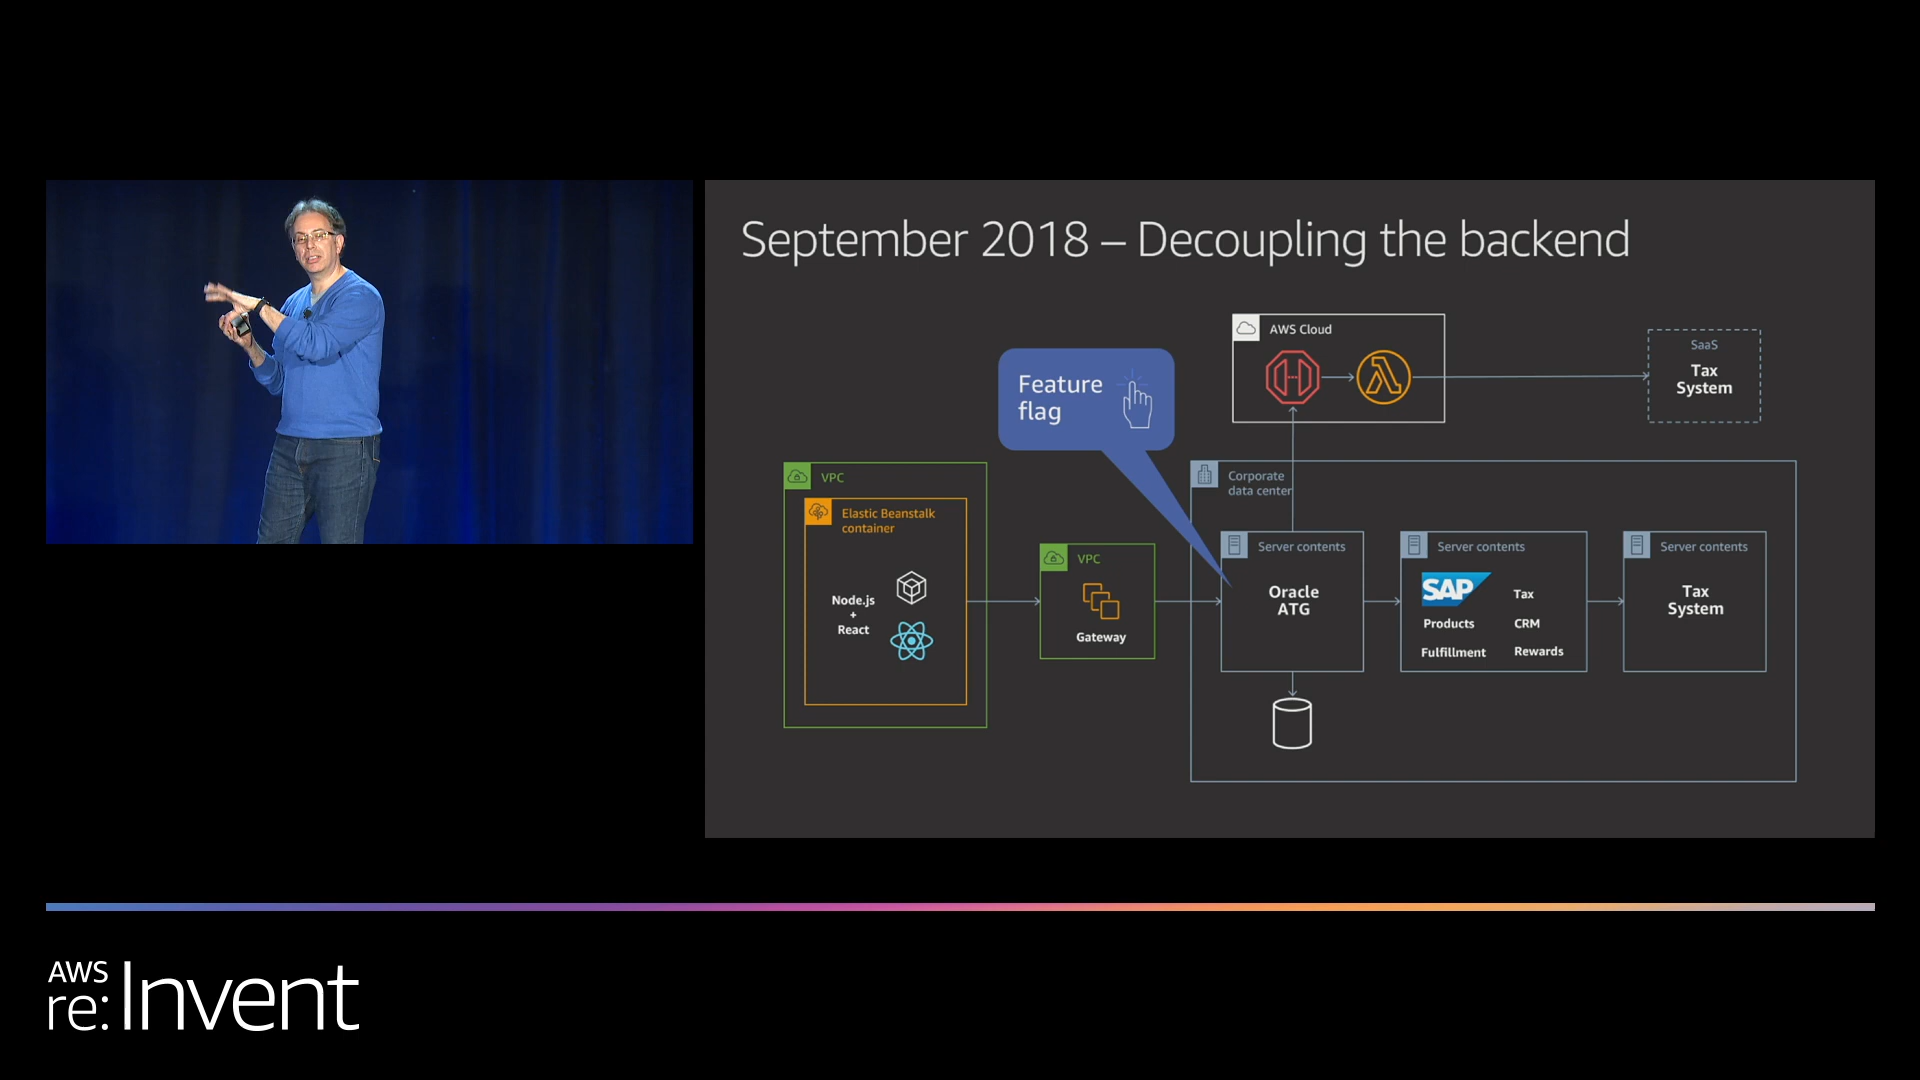 September 2018 – Decoupling the backend
AWS Cloud
SaaS
Tax
System
Feature
flag
VPC
Elastic Beanstalk
container
Node.js
+
React
VPC
Gateway
Corporate
data center
Server contents
Oracle
ATG
Server contents
SAP
Tax
Products
CRM
Fulfillment
Rewards
Server contents
Tax
System
AWS
re:Invent